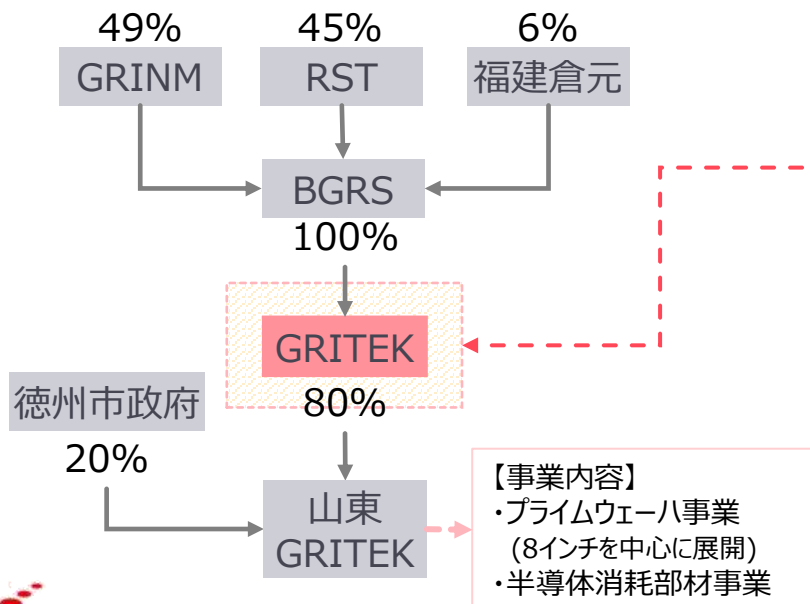 49% 45% 6%
GRINM RST 福建倉元
BGRS
100%
GRITEK
80%
徳州市政府
20%
山東
GRITEK
【事業内容】
・プライムウェーハ事業
(8インチを中心に展開)
・半導体消耗部材事業